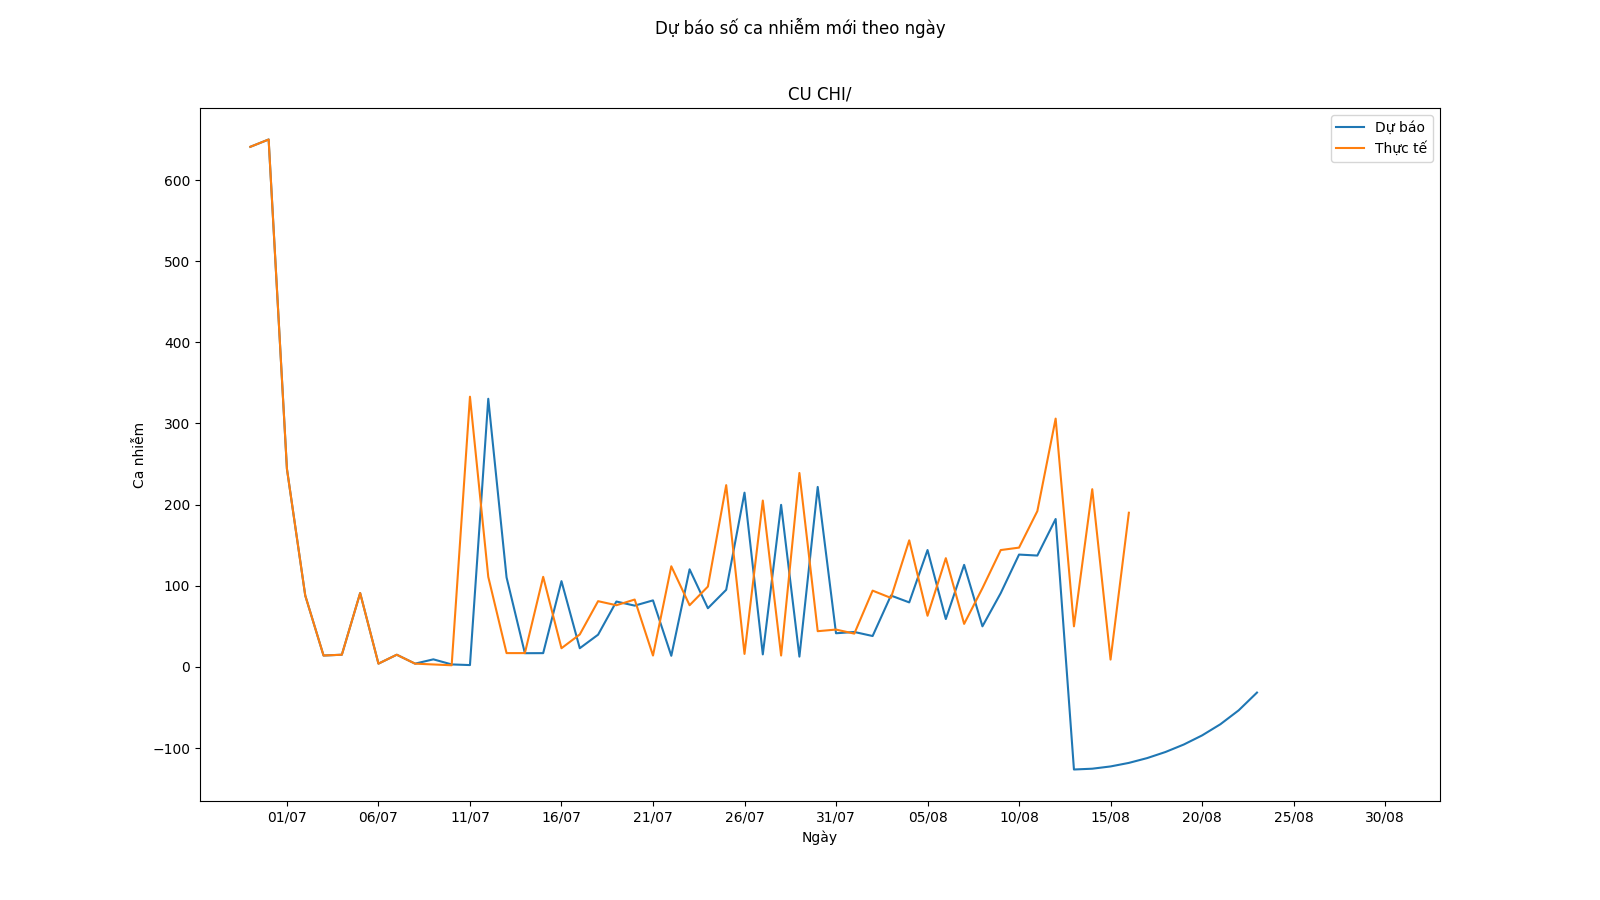 Dự báo số ca nhiễm mới theo ngày
CU CHI/
Dự báo
Thực tế
600
500
400
300
200
100
0
−100
Ca nhiễm
01/07 06/07 11/07 16/07 21/07 26/07 31/07 05/08 10/08 15/08 20/08 25/08 30/08
Ngày